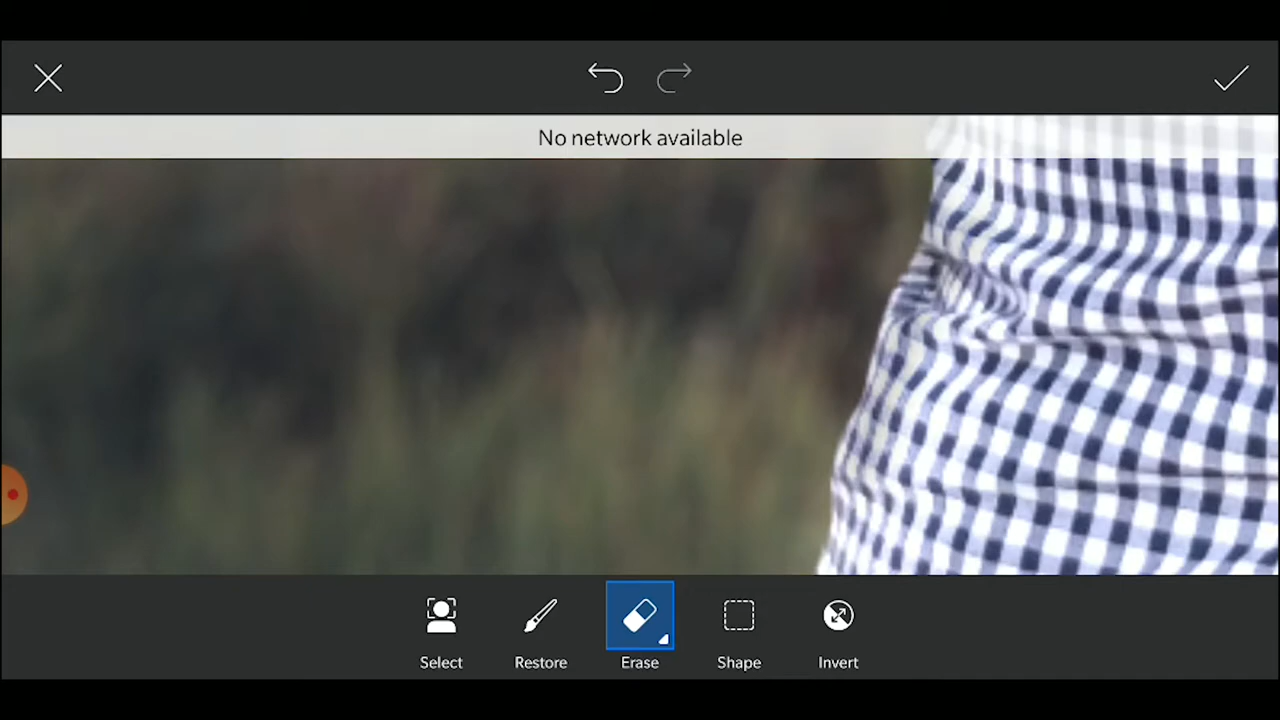 No network available
Select
Restore
Erase
Shape
Invert